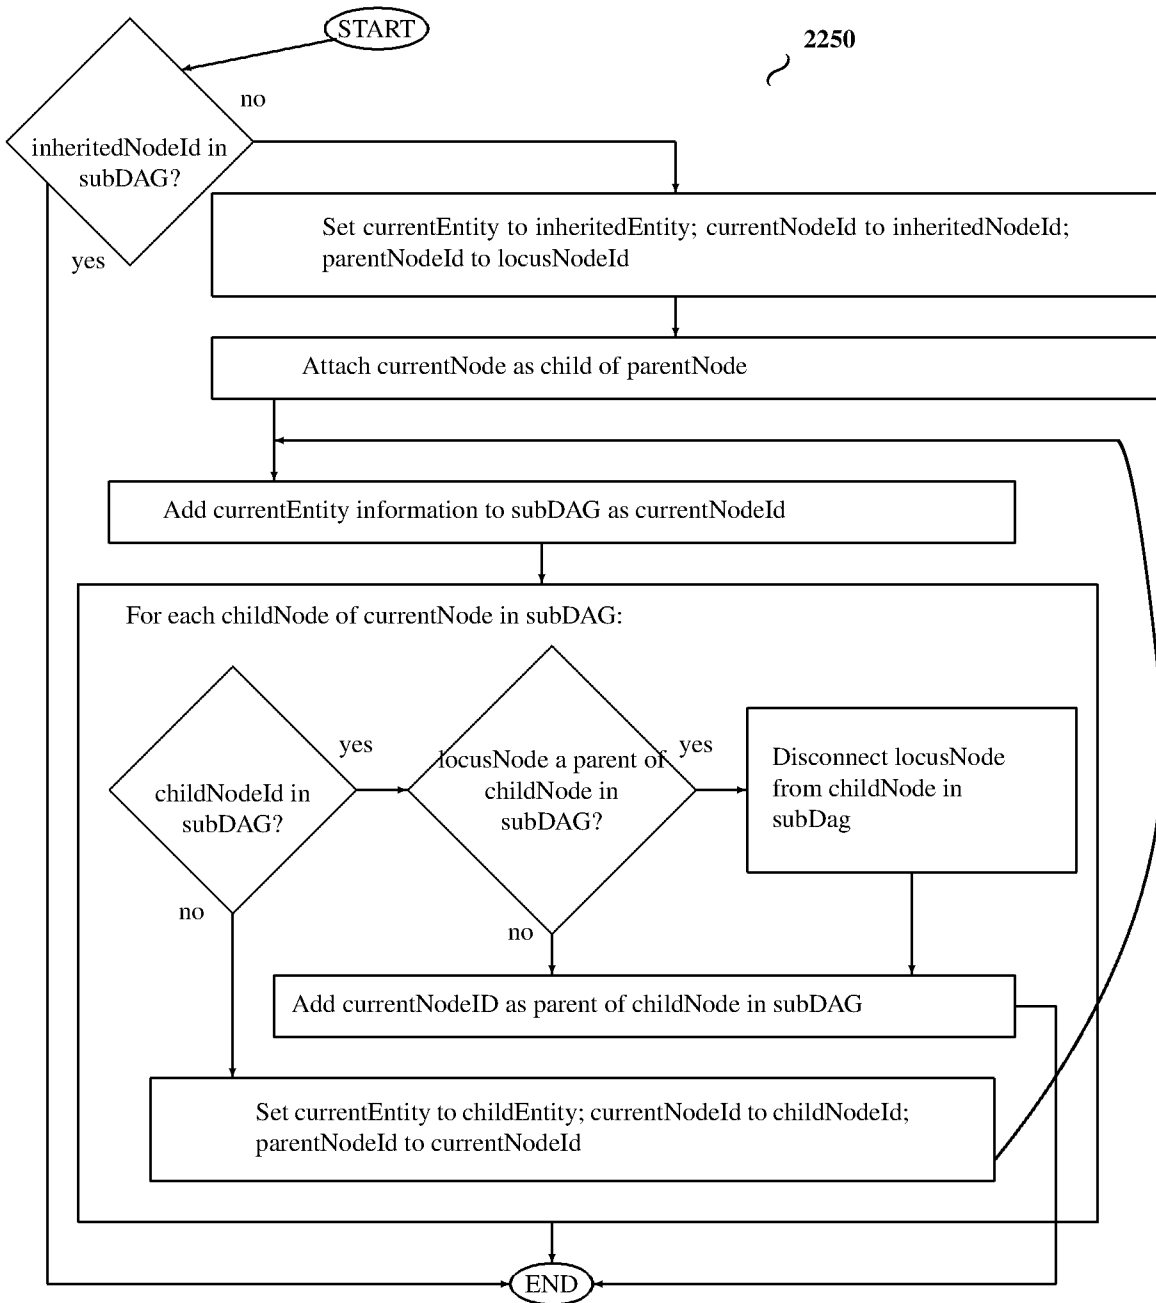 START
2250
no
inheritedNodeId in
subDAG?
yes
Set currentEntity to inheritedEntity; currentNodeId to inheritedNodeId;
parentNodeId to locusNodeId
Attach currentNode as child of parentNode
Add currentEntity information to subDAG as currentNodeId
For each childNode of currentNode in subDAG:
childNodeId in
subDAG?
yes
no
locusNode a parent of
childNode in
subDAG?
yes
no
Disconnect locusNode
from childNode in
subDag
Add currentNodeID as parent of childNode in subDAG
Set currentEntity to childEntity; currentNodeId to childNodeId;
parentNodeId to currentNodeId
END